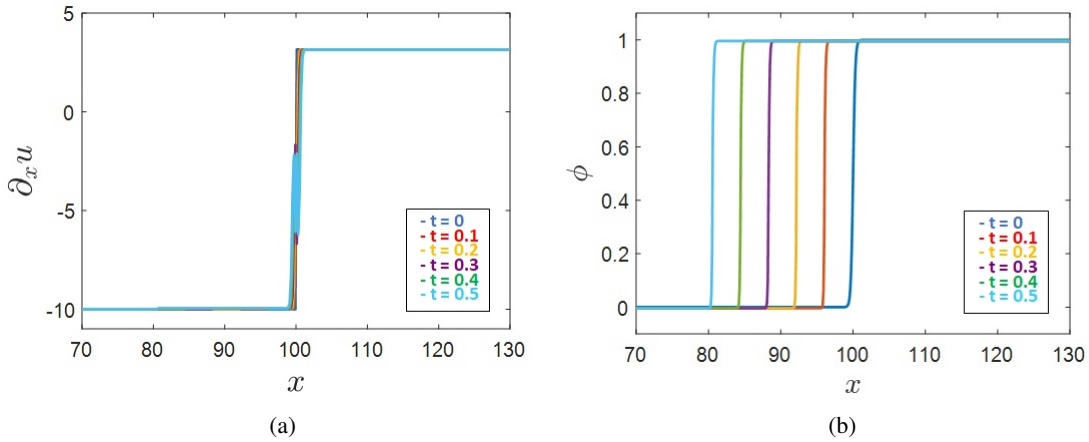 5
0
-5
-10
70 80 90 100 110 120 130
∂ₓu
x
- t = 0
- t = 0.1
- t = 0.2
- t = 0.3
- t = 0.4
- t = 0.5
(a)
1
0.8
0.6
0.4
0.2
0
70 80 90 100 110 120 130
ϕ
x
- t = 0
- t = 0.1
- t = 0.2
- t = 0.3
- t = 0.4
- t = 0.5
(b)